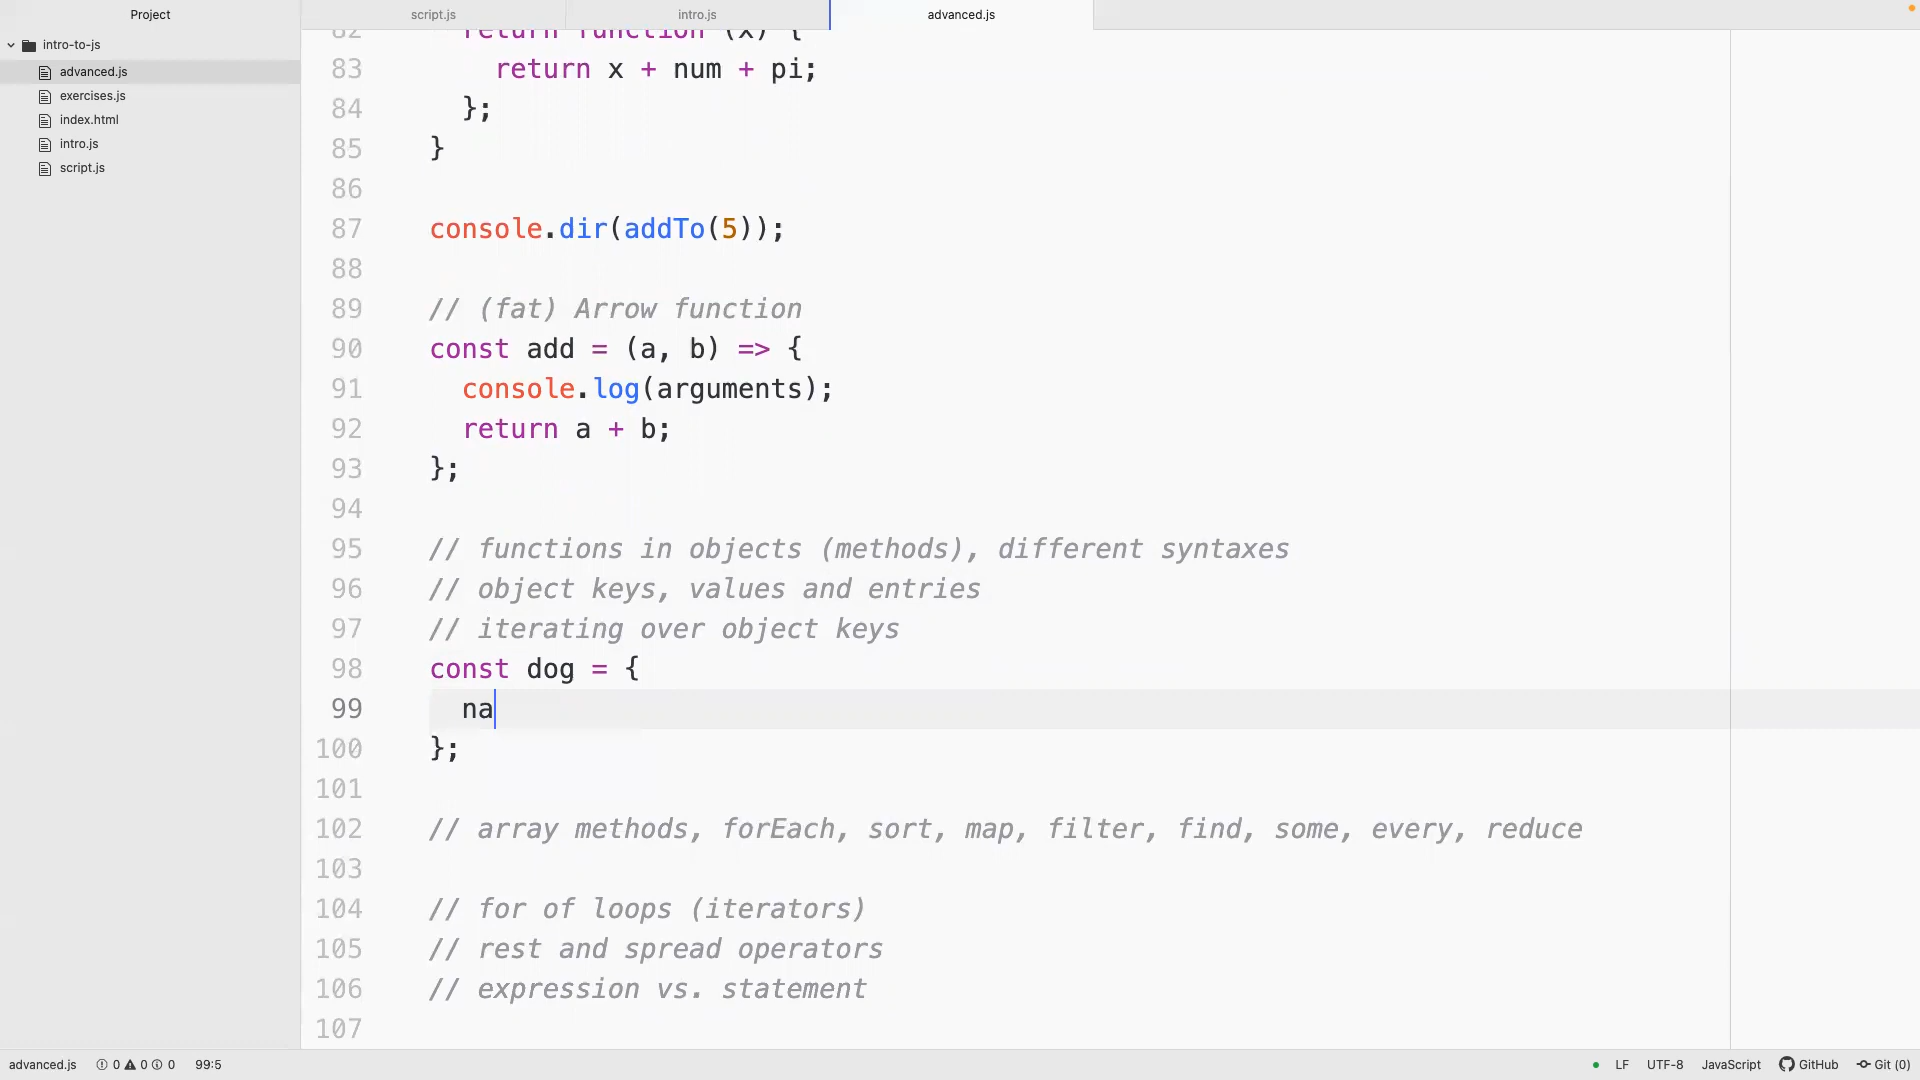 Project
script.js
intro.js
advanced.js
intro-to-js
advanced.js
exercises.js
index.html
intro.js
script.js
82 return function (x) {
83 return x + num + pi;
84 };
85 }
86
87 console.dir(addTo(5));
88
89 // (fat) Arrow function
90 const add = (a, b) => {
91 console.log(arguments);
92 return a + b;
93 };
94
95 // functions in objects (methods), different syntaxes
96 // object keys, values and entries
97 // iterating over object keys
98 const dog = {
99 na
100 };
101
102 // array methods, forEach, sort, map, filter, find, some, every, reduce
103
104 // for of loops (iterators)
105 // rest and spread operators
106 // expression vs. statement
107
advanced.js 0 0 0 99:5 LF UTF-8 JavaScript GitHub Git (0)